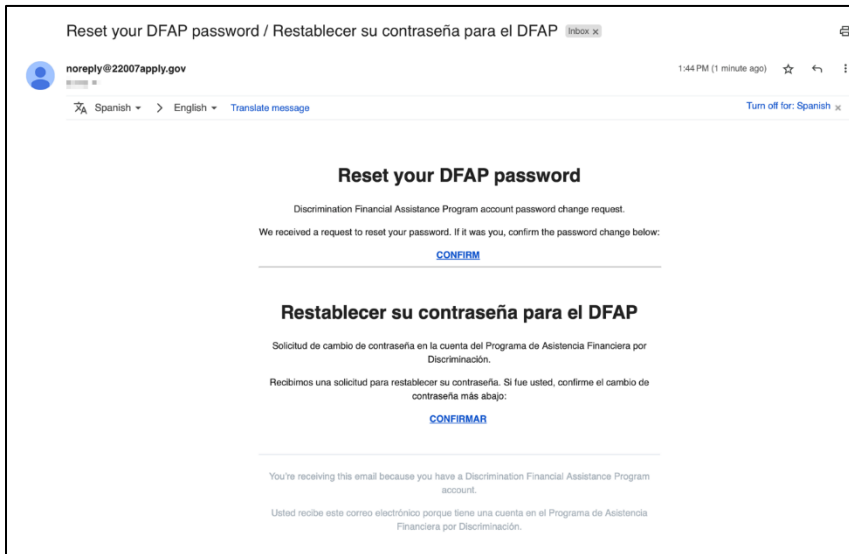 Reset your DFAP password / Restablecer su contraseña para el DFAP Inbox x
noreply@22007apply.gov 1:44 PM (1 minute ago)
Spanish > English Translate message Turn off for: Spanish x
Reset your DFAP password
Discrimination Financial Assistance Program account password change request.
We received a request to reset your password. If it was you, confirm the password change below:
CONFIRM
Restablecer su contraseña para el DFAP
Solicitud de cambio de contraseña en la cuenta del Programa de Asistencia Financiera por
Discriminación.
Recibimos una solicitud para restablecer su contraseña. Si fue usted, confirme el cambio de
contraseña más abajo:
CONFIRMAR
You're receiving this email because you have a Discrimination Financial Assistance Program
account.
Usted recibe este correo electrónico porque tiene una cuenta en el Programa de Asistencia
Financiera por Discriminación.